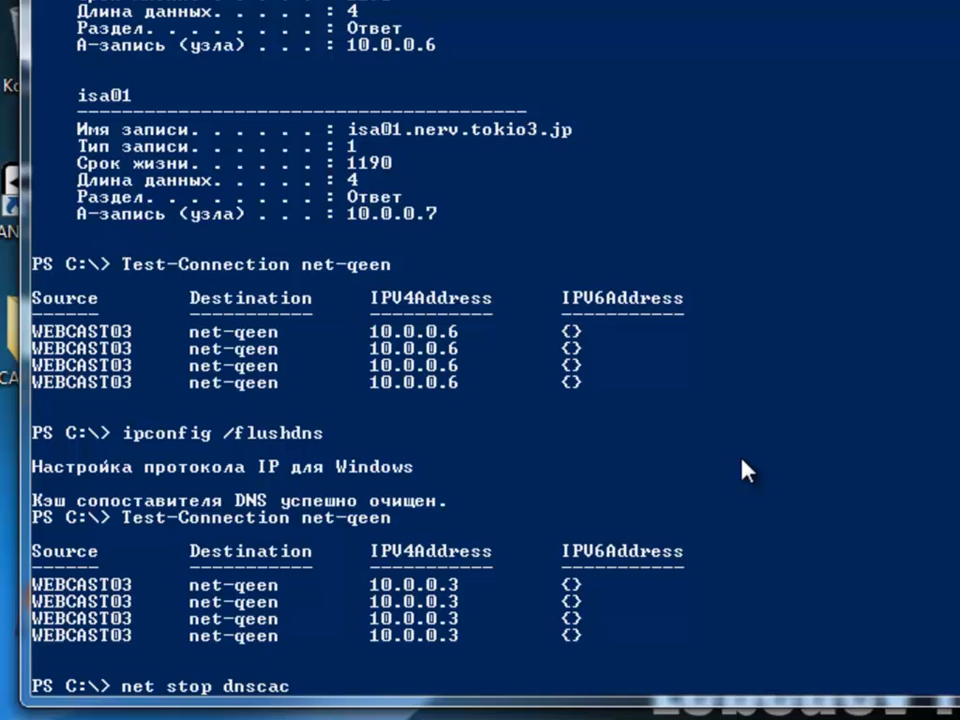 Длина данных. . . . . . : 4
Раздел. . . . . . . . : Ответ
А-запись (узла) . . . : 10.0.0.6
isa01
----------------------------------------
Имя записи. . . . . . : isa01.nerv.tokio3.jp
Тип записи. . . . . . : 1
Срок жизни. . . . . . : 1190
Длина данных. . . . . . : 4
Раздел. . . . . . . . : Ответ
А-запись (узла) . . . : 10.0.0.7
PS C:\> Test-Connection net-qeen
Source Destination IPV4Address IPV6Address
------ ----------- ----------- -----------
WEBCAST03 net-qeen 10.0.0.6 {}
WEBCAST03 net-qeen 10.0.0.6 {}
WEBCAST03 net-qeen 10.0.0.6 {}
WEBCAST03 net-qeen 10.0.0.6 {}
PS C:\> ipconfig /flushdns
Настройка протокола IP для Windows
Кэш сопоставителя DNS успешно очищен.
PS C:\> Test-Connection net-qeen
Source Destination IPV4Address IPV6Address
------ ----------- ----------- -----------
WEBCAST03 net-qeen 10.0.0.3 {}
WEBCAST03 net-qeen 10.0.0.3 {}
WEBCAST03 net-qeen 10.0.0.3 {}
WEBCAST03 net-qeen 10.0.0.3 {}
PS C:\> net stop dnscac